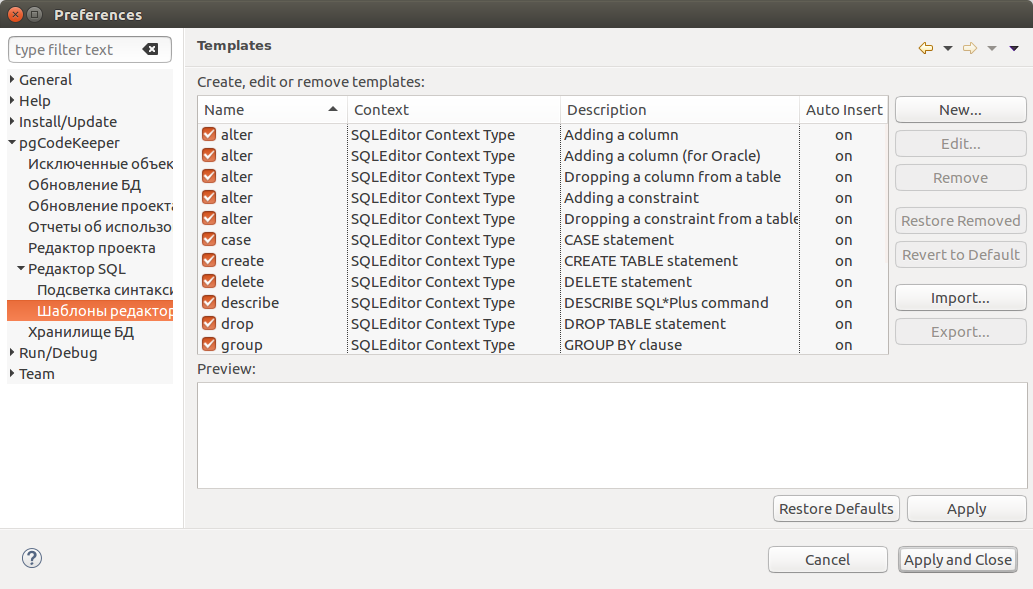 Preferences
type filter text
General
Help
Install/Update
pgCodeKeeper
Исключенные объек
Обновление БД
Обновление проекта
Отчеты об использо
Редактор проекта
Редактор SQL
Подсветка синтакси
Шаблоны редактор
Хранилище БД
Run/Debug
Team
Templates
Create, edit or remove templates:
Name Context Description Auto Insert
alter SQLEditor Context Type Adding a column on
alter SQLEditor Context Type Adding a column (for Oracle) on
alter SQLEditor Context Type Dropping a column from a table on
alter SQLEditor Context Type Adding a constraint on
alter SQLEditor Context Type Dropping a constraint from a table on
case SQLEditor Context Type CASE statement on
create SQLEditor Context Type CREATE TABLE statement on
delete SQLEditor Context Type DELETE statement on
describe SQLEditor Context Type DESCRIBE SQL*Plus command on
drop SQLEditor Context Type DROP TABLE statement on
group SQLEditor Context Type GROUP BY clause on
New...
Edit...
Remove
Restore Removed
Revert to Default
Import...
Export...
Preview:
Restore Defaults Apply
Cancel Apply and Close